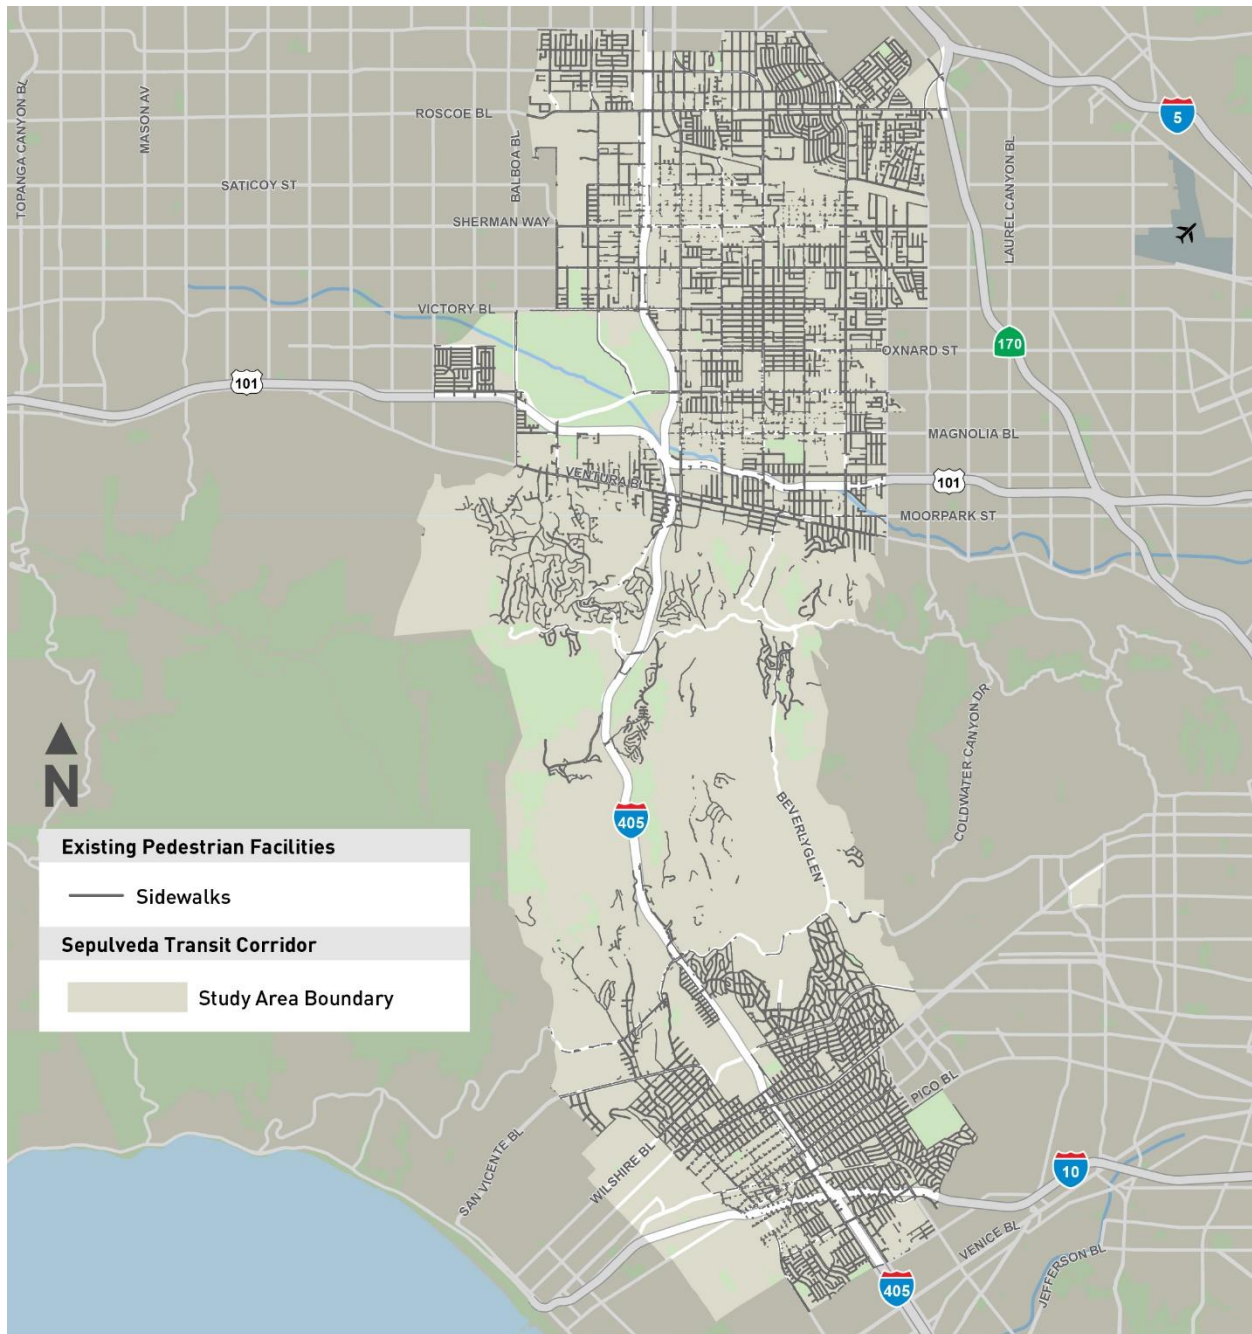 5
ROSCOE BL
TOPANGA CANYON BL
MASON AV
BALBOA BL
LAUREL CANYON BL
SATICOY ST
SHERMAN WAY
VICTORY BL
170
OXNARD ST
101
MAGNOLIA BL
VENTURA BL
101
MOORPARK ST
COLDWATER CANYON DR
N
405
BEVERLYGLEN
Existing Pedestrian Facilities
Sidewalks
Sepulveda Transit Corridor
Study Area Boundary
PICO BL
SAN VICENTE BL
WILSHIRE BL
10
VENICE BL
JEFFERSON BL
405